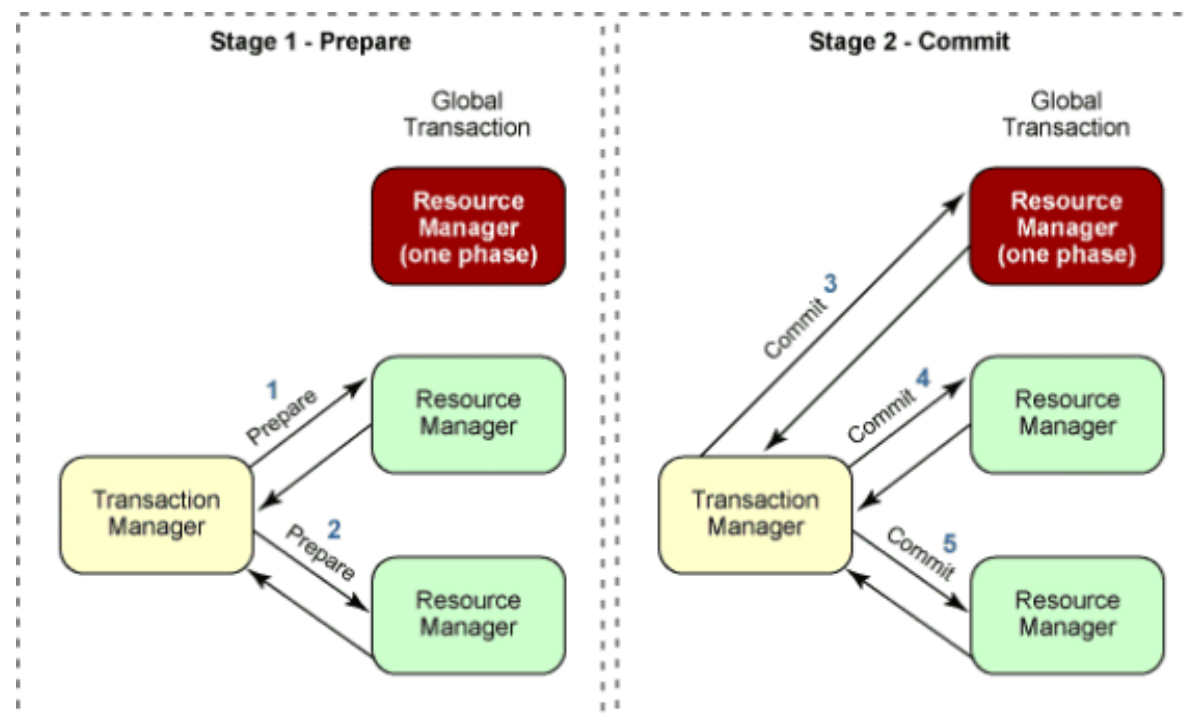 Stage 1 - Prepare
Global
Transaction
Resource
Manager
(one phase)
1
Prepare
Resource
Manager
Transaction
Manager
2
Prepare
Resource
Manager
Stage 2 - Commit
Global
Transaction
Resource
Manager
(one phase)
Commit 3
Commit 4
Resource
Manager
Transaction
Manager
Commit 5
Resource
Manager